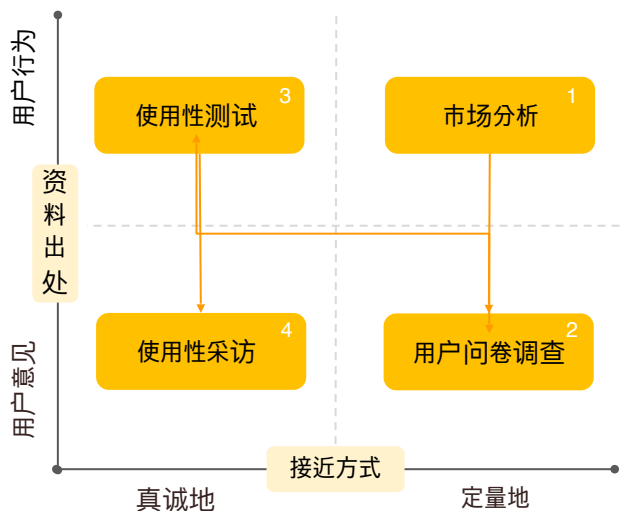 用户行为
3
使用性测试
1
市场分析
资料出处
4
使用性采访
2
用户问卷调查
用户意见
接近方式
真诚地
定量地